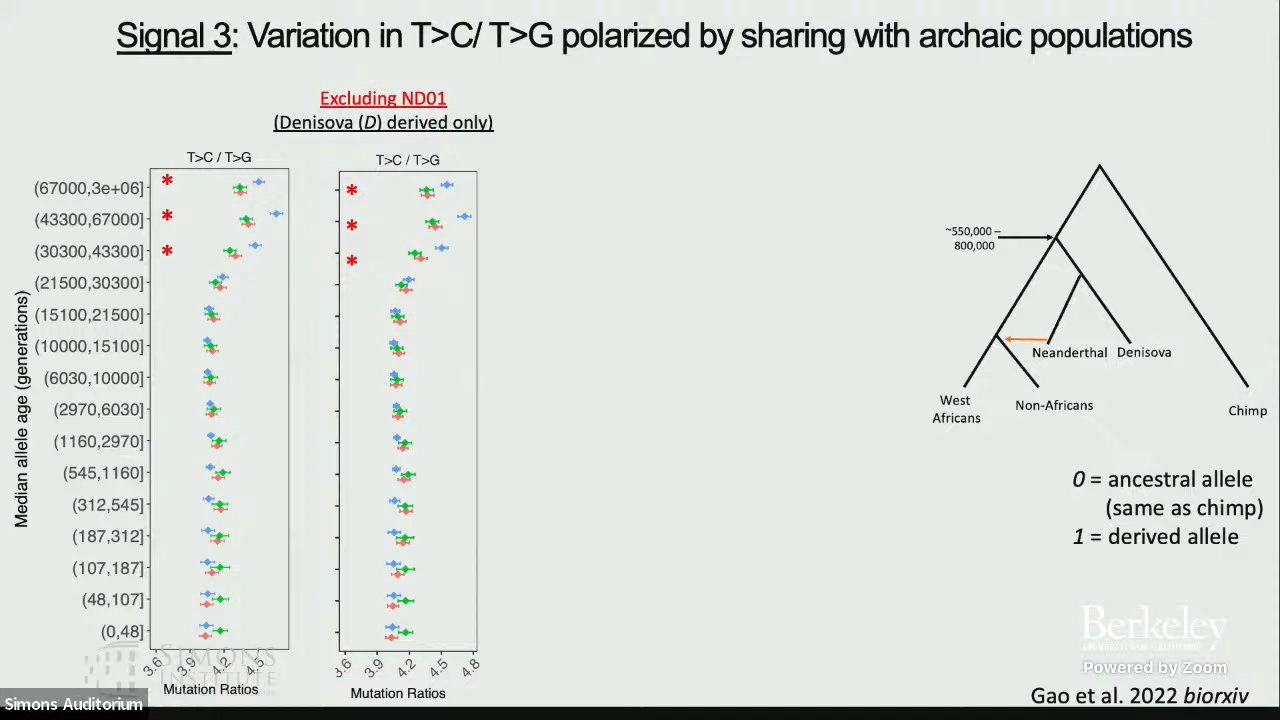 Signal 3: Variation in T>C/ T>G polarized by sharing with archaic populations
Excluding ND01
(Denisova (D) derived only)
T>C / T>G
T>C / T>G
Median allele age (generations)
(67000,3e+06]
(43300,67000]
(30300,43300]
(21500,30300]
(15100,21500]
(10000,15100]
(6030,10000]
(2970,6030]
(1160,2970]
(545,1160]
(312,545]
(187,312]
(107,187]
(48,107]
(0,48]
*
*
*
*
*
*
3.6 3.9 4.2 4.5
3.6 3.9 4.2 4.5 4.8
Mutation Ratios
Mutation Ratios
~550,000 –
800,000
Neanderthal Denisova
West
Africans
Non-Africans
Chimp
0 = ancestral allele
(same as chimp)
1 = derived allele
SIMONS
INSTITUTE
Berkeley
UNIVERSITY OF CALIFORNIA
Powered by Zoom
Gao et al. 2022 biorxiv
Simons Auditorium